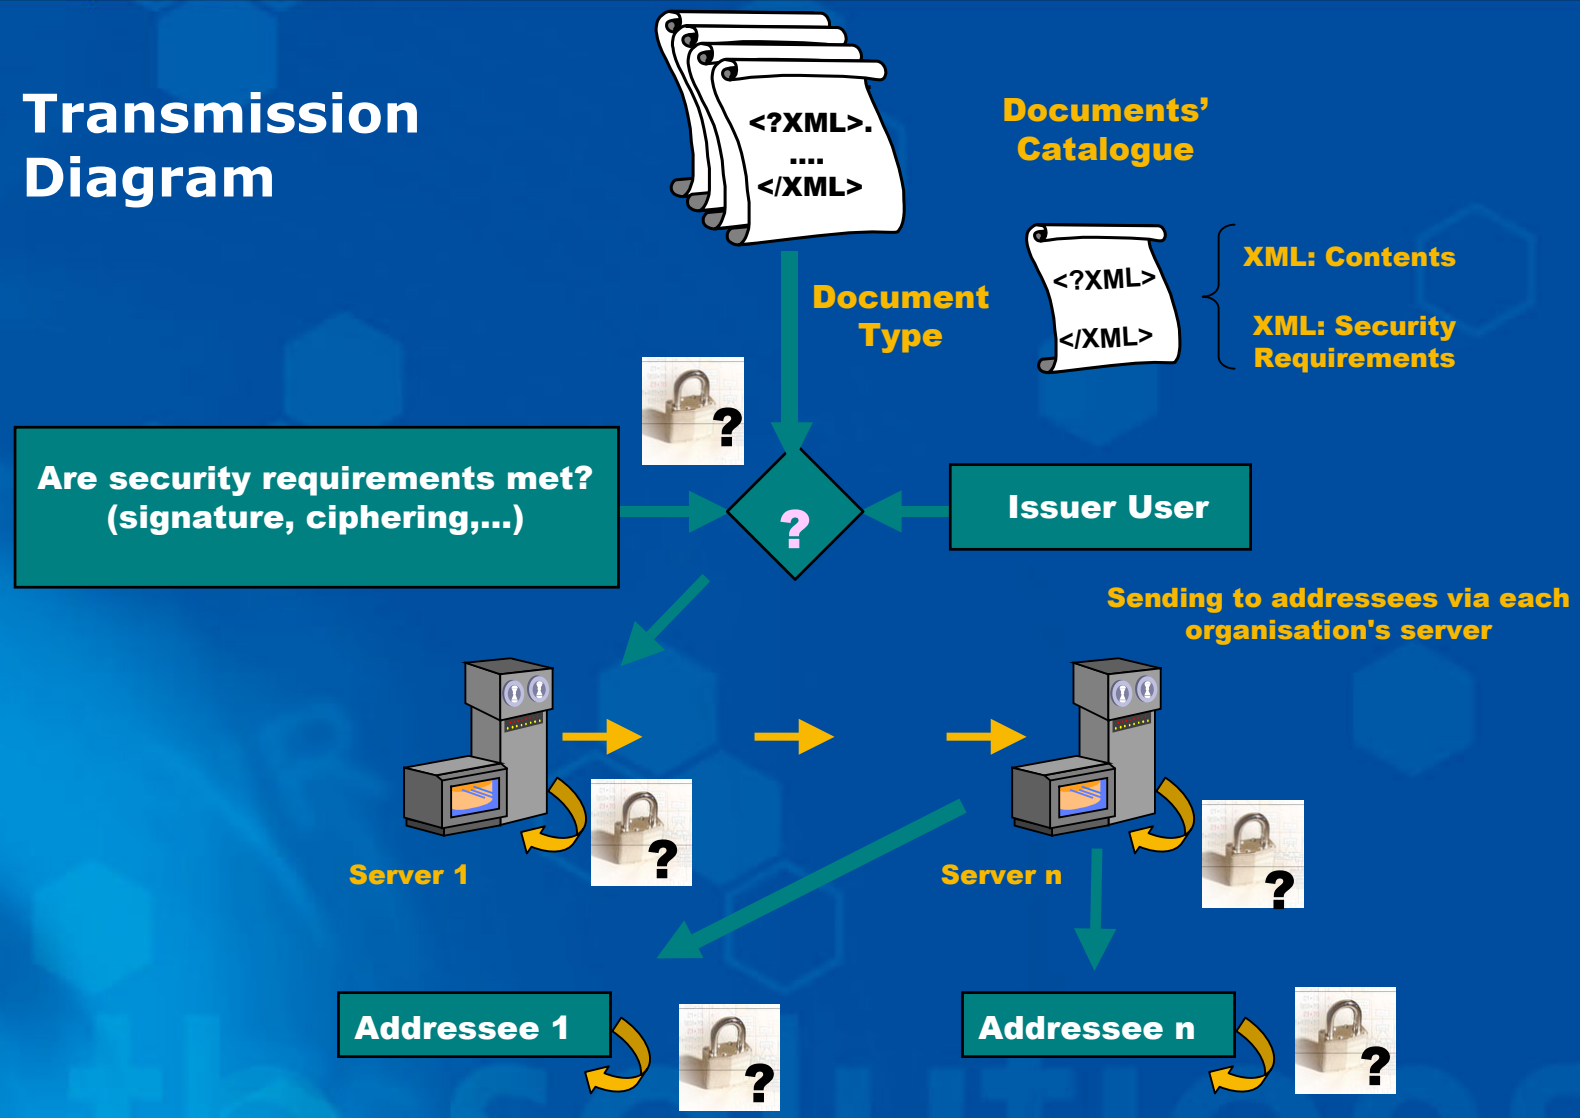 Transmission
Diagram
<?XML>.
....
</XML>
Documents’
Catalogue
<?XML>
</XML>
XML: Contents
XML: Security
Requirements
Document
Type
?
Are security requirements met?
(signature, ciphering,...)
?
Issuer User
Sending to addressees via each
organisation's server
?
?
Server 1
Server n
Addressee 1
?
Addressee n
?